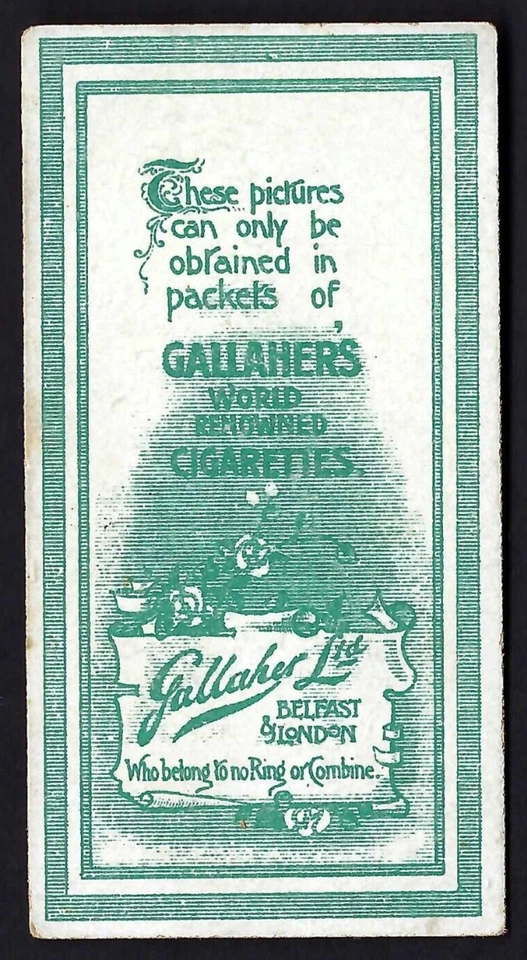 These pictures
can only be
obtained in
packets of
GALLAHER'S
WORLD
RENOWNED
CIGARETTES.
Gallaher Ltd
BELFAST
& LONDON
Who belong to no Ring or Combine.